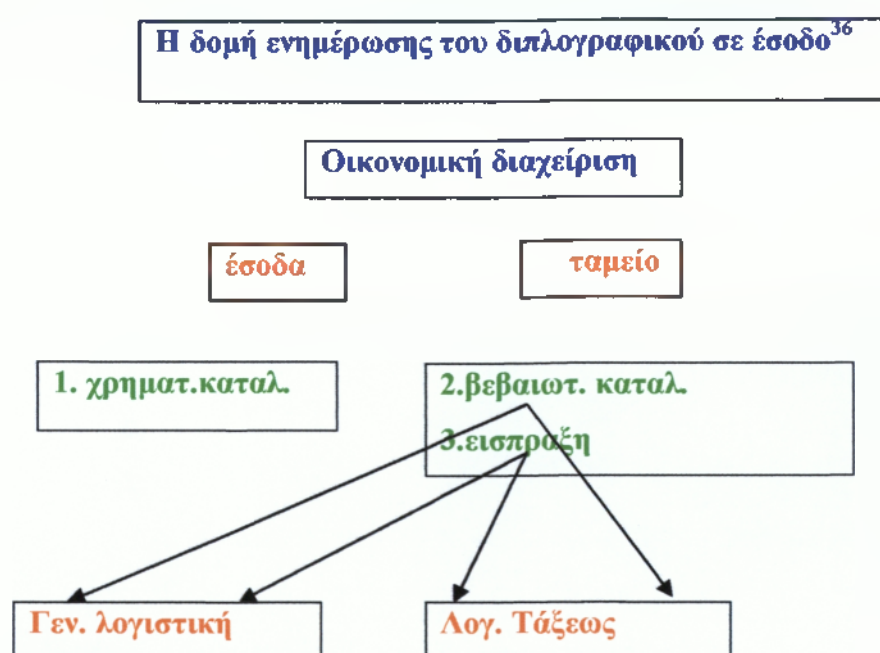 Η δομή ενημέρωσης του διπλογραφικού σε έσοδο36
Οικονομική διαχείριση
έσοδα
ταμείο
1. χρηματ.καταλ.
2.βεβαιωτ. καταλ.
3.εισπραξη
Γεν. λογιστική
Λογ. Τάξεως